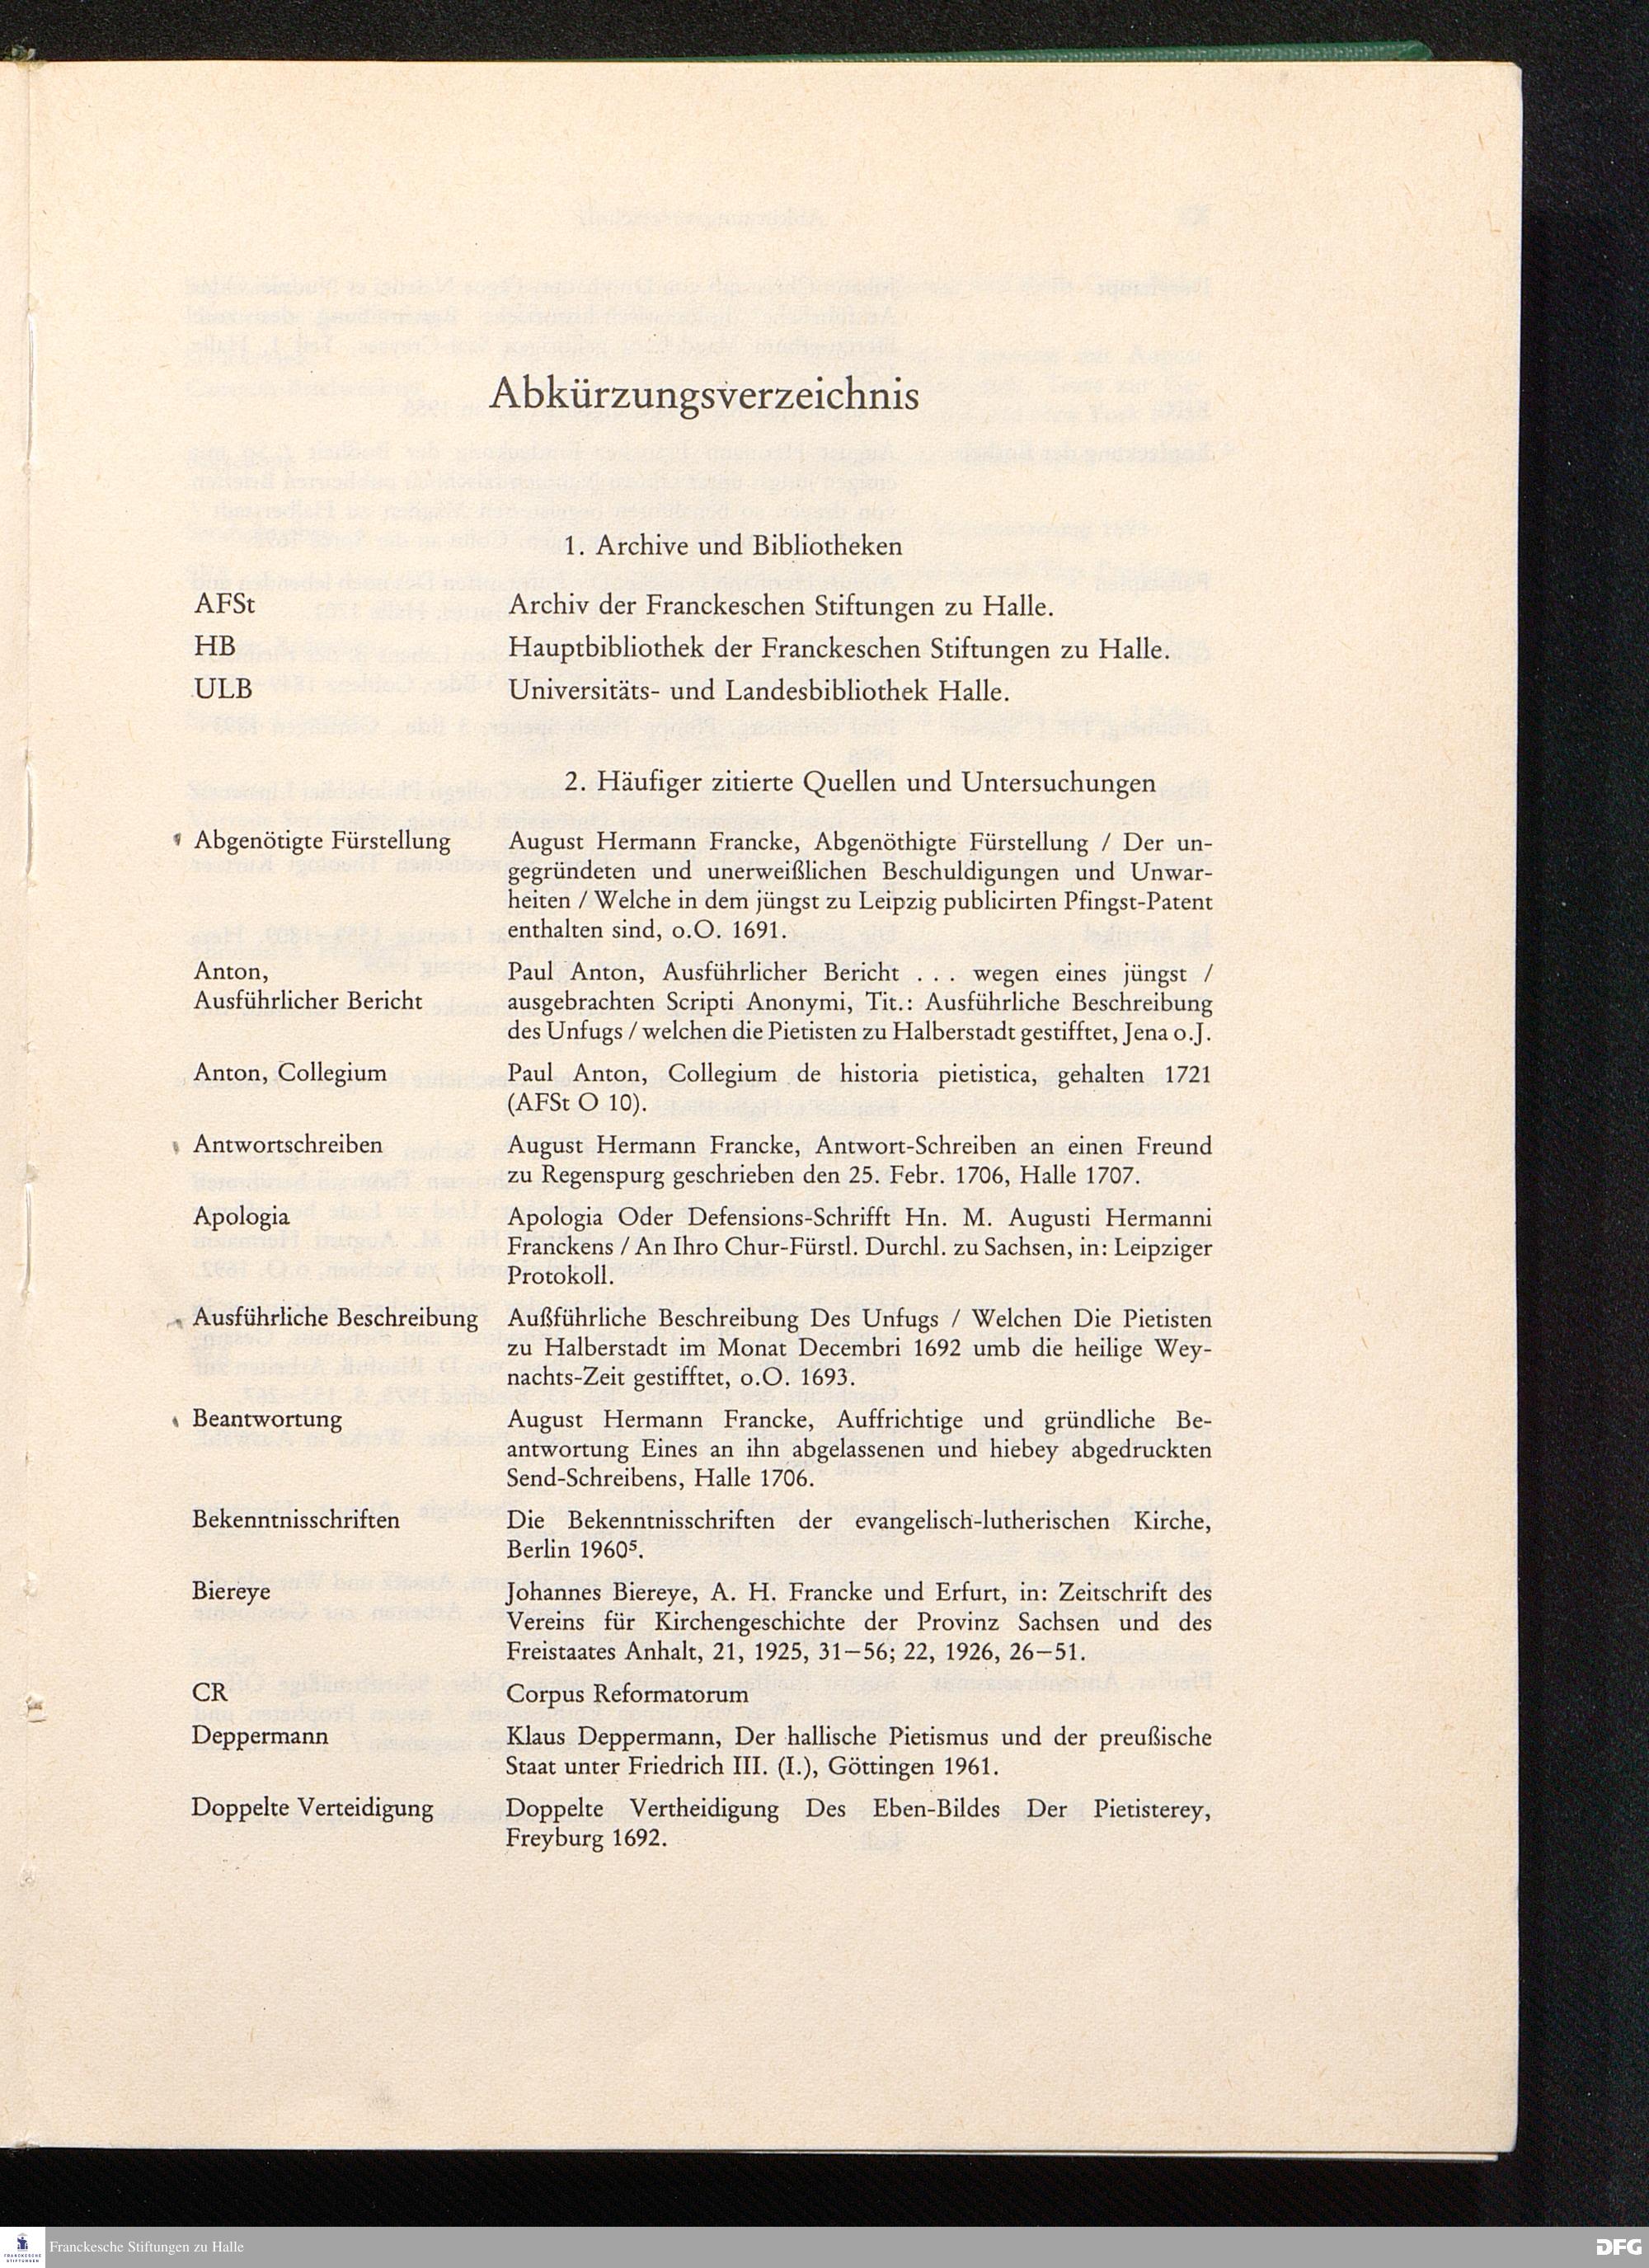 Abkürzungsverzeichnis
1. Archive und Bibliotheken
AFSt Archiv der Franckeschen Stiftungen zu Halle.
HB Hauptbibliothek der Franckeschen Stiftungen zu Halle.
ULB Universitäts- und Landesbibliothek Halle.
2. Häufiger zitierte Quellen und Untersuchungen
Abgenötigte Fürstellung August Hermann Francke, Abgenöthigte Fürstellung / Der un-
gegründeten und unerweißlichen Beschuldigungen und Unwar-
heiten / Welche in dem jüngst zu Leipzig publicirten Pfingst-Patent
enthalten sind, o.O. 1691.
Anton, Paul Anton, Ausführlicher Bericht . . . wegen eines jüngst /
Ausführlicher Bericht ausgebrachten Scripti Anonymi, Tit.: Ausführliche Beschreibung
des Unfugs / welchen die Pietisten zu Halberstadt gestifftet, Jena o.J.
Anton, Collegium Paul Anton, Collegium de historia pietistica, gehalten 1721
(AFSt O 10).
Antwortschreiben August Hermann Francke, Antwort-Schreiben an einen Freund
zu Regenspurg geschrieben den 25. Febr. 1706, Halle 1707.
Apologia Apologia Oder Defensions-Schrifft Hn. M. Augusti Hermanni
Franckens / An Ihro Chur-Fürstl. Durchl. zu Sachsen, in: Leipziger
Protokoll.
Ausführliche Beschreibung Außführliche Beschreibung Des Unfugs / Welchen Die Pietisten
zu Halberstadt im Monat Decembri 1692 umb die heilige Wey-
nachts-Zeit gestifftet, o.O. 1693.
Beantwortung August Hermann Francke, Auffrichtige und gründliche Be-
antwortung Eines an ihn abgelassenen und hiebey abgedruckten
Send-Schreibens, Halle 1706.
Bekenntnisschriften Die Bekenntnisschriften der evangelisch-lutherischen Kirche,
Berlin 1960⁵.
Biereye Johannes Biereye, A. H. Francke und Erfurt, in: Zeitschrift des
Vereins für Kirchengeschichte der Provinz Sachsen und des
Freistaates Anhalt, 21, 1925, 31–56; 22, 1926, 26–51.
CR Corpus Reformatorum
Deppermann Klaus Deppermann, Der hallische Pietismus und der preußische
Staat unter Friedrich III. (I.), Göttingen 1961.
Doppelte Verteidigung Doppelte Vertheidigung Des Eben-Bildes Der Pietisterey,
Freyburg 1692.
FRANCKESCHE
STIFTUNGEN
Franckesche Stiftungen zu Halle
DFG